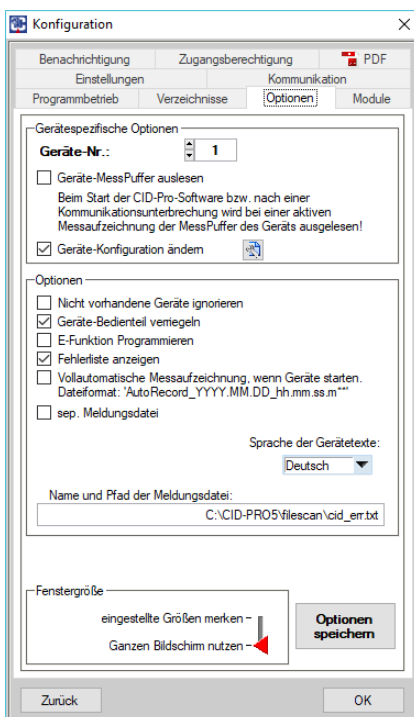 Konfiguration
Benachrichtigung Zugangsberechtigung PDF
Einstellungen Kommunikation
Programmbetrieb Verzeichnisse Optionen Module
Gerätespezifische Optionen
Geräte-Nr.: 1
Geräte-MessPuffer auslesen
Beim Start der CID-Pro-Software bzw. nach einer
Kommunikationsunterbrechung wird bei einer aktiven
Messaufzeichnung der MessPuffer des Geräts ausgelesen!
Geräte-Konfiguration ändern
Optionen
Nicht vorhandene Geräte ignorieren
Geräte-Bedienteil verriegeln
E-Funktion Programmieren
Fehlerliste anzeigen
Vollautomatische Messaufzeichnung, wenn Geräte starten.
Dateiformat: 'AutoRecord_YYYY.MM.DD_hh.mm.ss.m**'
sep. Meldungsdatei
Sprache der Gerätetexte:
Deutsch
Name und Pfad der Meldungsdatei:
C:\CID-PRO5\filescan\cid_err.txt
Fenstergröße
eingestellte Größen merken
Ganzen Bildschirm nutzen
Optionen
speichern
Zurück OK